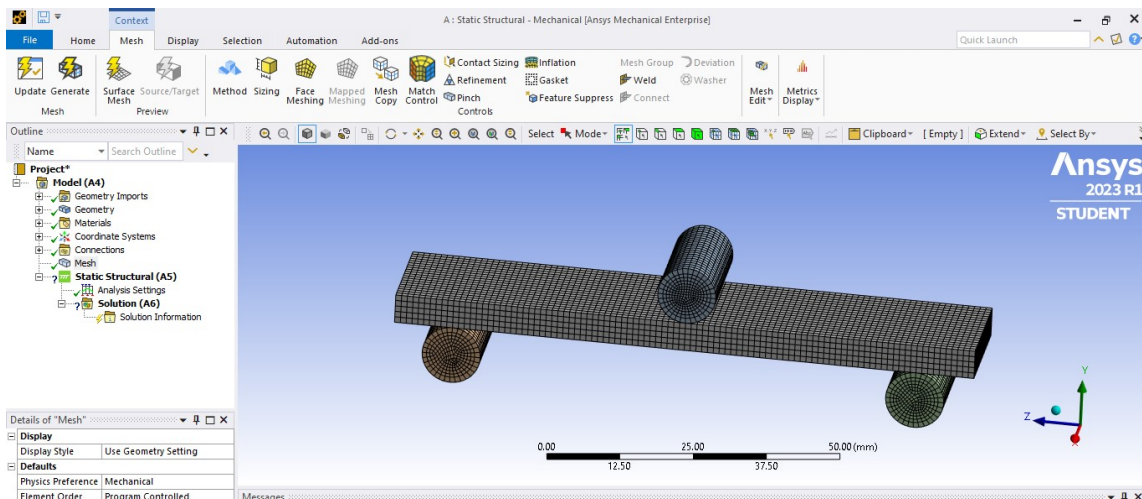 Context
A : Static Structural - Mechanical [Ansys Mechanical Enterprise]
File Home Mesh Display Selection Automation Add-ons
Quick Launch
Update Generate
Mesh
Surface Mesh
Source/Target
Preview
Method
Sizing
Face Meshing
Mapped Meshing
Mesh Copy
Match Control
Contact Sizing
Refinement
Pinch
Inflation
Gasket
Feature Suppress
Controls
Mesh Group
Weld
Connect
Deviation
Washer
Mesh Edit
Metrics Display
Outline
Name
Search Outline
Select Mode Clipboard [ Empty ] Extend Select By
Project*
Model (A4)
Geometry Imports
Geometry
Materials
Coordinate Systems
Connections
Mesh
Static Structural (A5)
Analysis Settings
Solution (A6)
Solution Information
Ansys
2023 R1
STUDENT
Y
Z
X
0.00 25.00 50.00 (mm)
12.50 37.50
Details of "Mesh"
Display
Display Style Use Geometry Setting
Defaults
Physics Preference Mechanical
Element Order Program Controlled
Messages